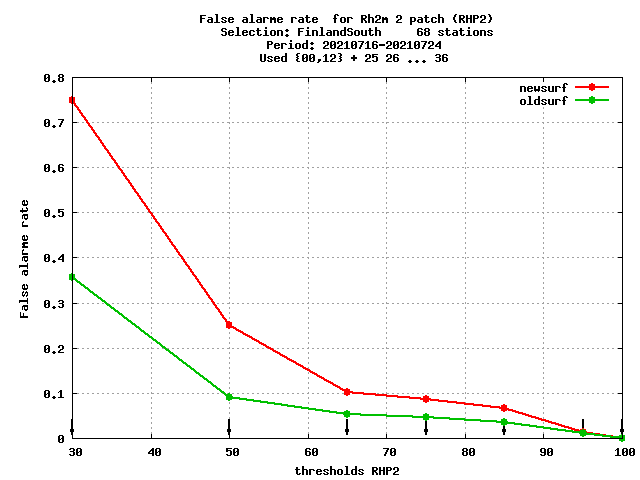 False alarme rate  for Rh2m 2 patch (RHP2)
Selection: FinlandSouth     68 stations
Period: 20210716-20210724
Used {00,12} + 25 26 ... 36
newsurf
oldsurf
0.8
0.7
0.6
0.5
0.4
0.3
0.2
0.1
0
False alarme rate
30 40 50 60 70 80 90 100
thresholds RHP2